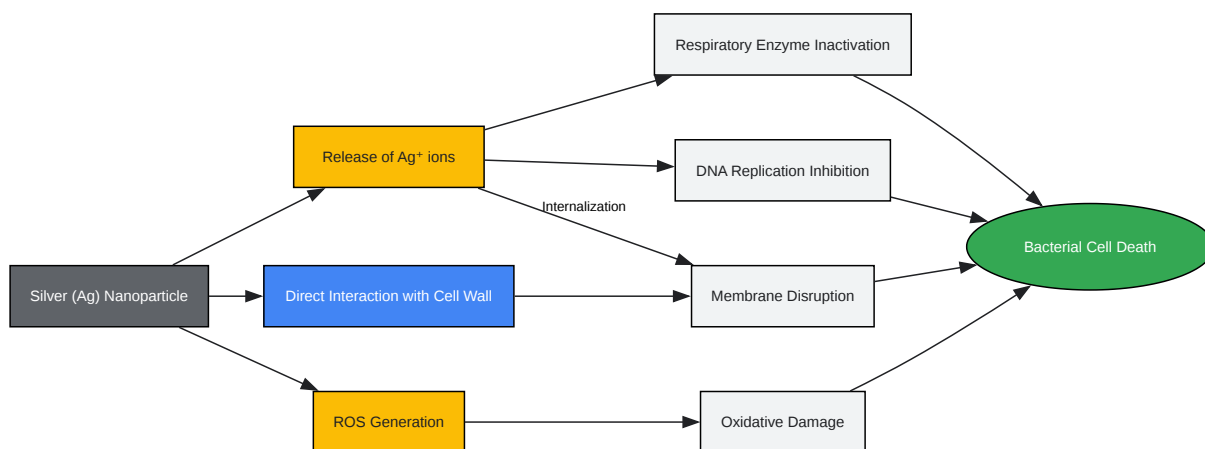 Respiratory Enzyme Inactivation
Release of Ag⁺ ions
DNA Replication Inhibition
Internalization
Bacterial Cell Death
Silver (Ag) Nanoparticle
Direct Interaction with Cell Wall
Membrane Disruption
ROS Generation
Oxidative Damage